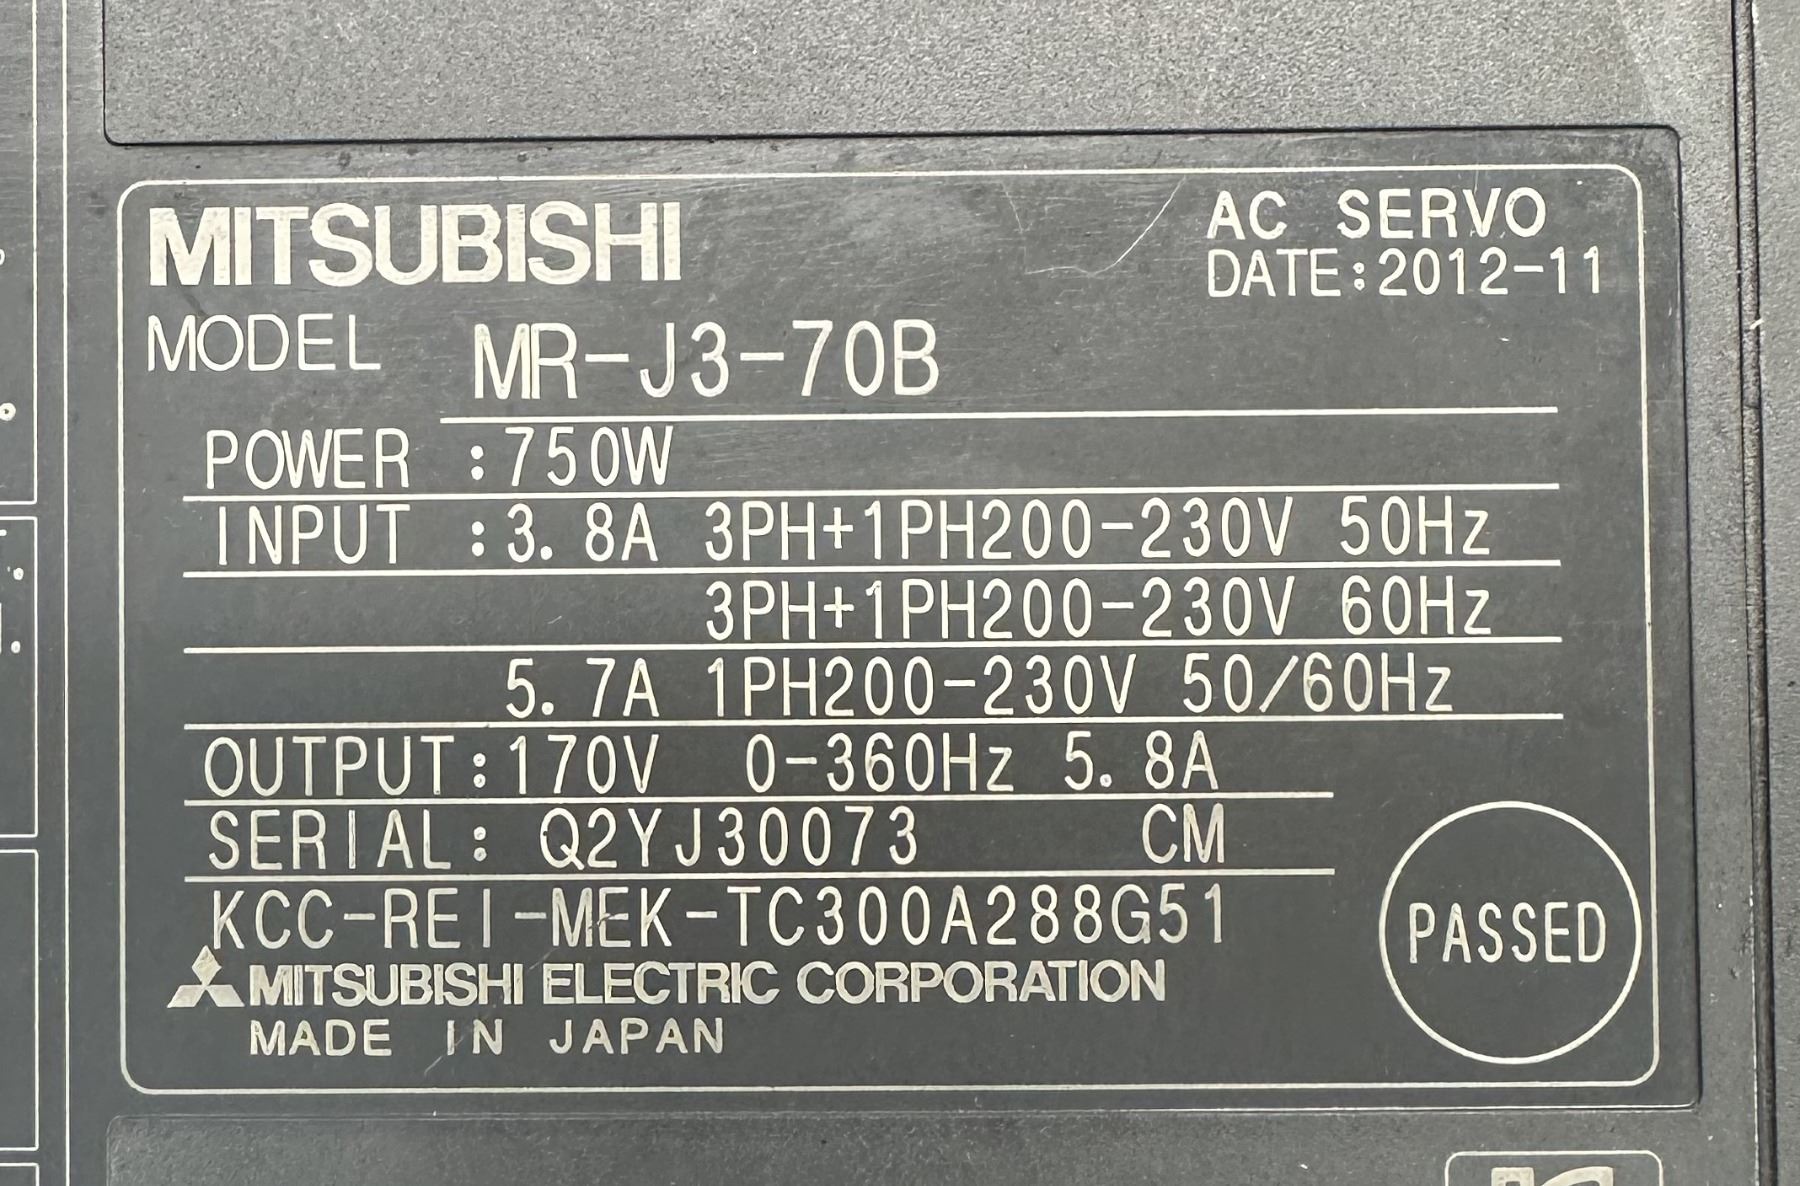 MITSUBISHI
AC SERVO
DATE:2012-11
MODEL MR-J3-70B
POWER :750W
INPUT :3.8A 3PH+1PH200-230V 50Hz
3PH+1PH200-230V 60Hz
5.7A 1PH200-230V 50/60Hz
OUTPUT:170V 0-360Hz 5.8A
SERIAL: Q2YJ30073 CM
KCC-REI-MEK-TC300A288G51
MITSUBISHI ELECTRIC CORPORATION
MADE IN JAPAN
PASSED